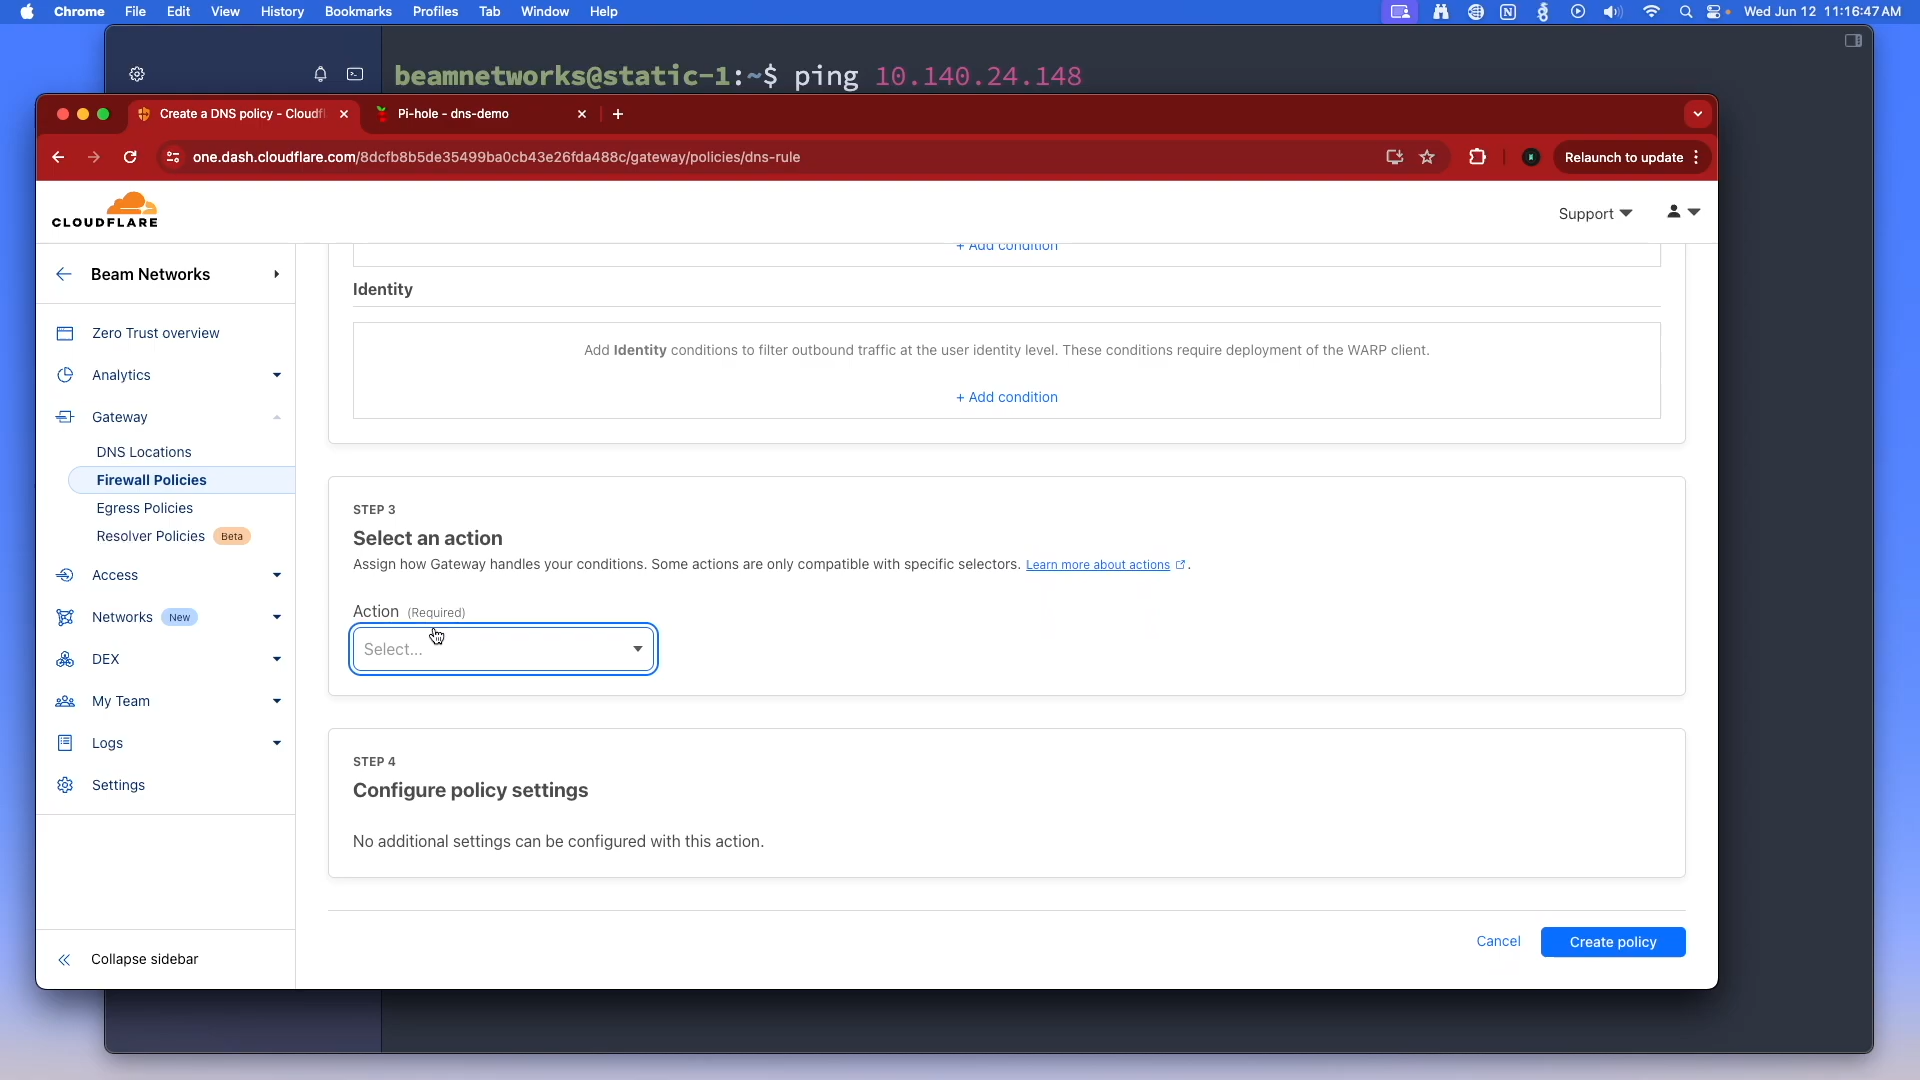 Chrome File Edit View History Bookmarks Profiles Tab Window Help Wed Jun 12 11:16:47 AM
beamnetworks@static-1:~$ ping 10.140.24.148
Create a DNS policy - Cloudfl
Pi-hole - dns-demo
one.dash.cloudflare.com/8dcfb8b5de35499ba0cb43e26fda488c/gateway/policies/dns-rule
Relaunch to update
CLOUDFLARE
Support
Beam Networks
Zero Trust overview
Analytics
Gateway
DNS Locations
Firewall Policies
Egress Policies
Resolver Policies Beta
Access
Networks New
DEX
My Team
Logs
Settings
Collapse sidebar
+ Add condition
Identity
Add Identity conditions to filter outbound traffic at the user identity level. These conditions require deployment of the WARP client.
+ Add condition
STEP 3
Select an action
Assign how Gateway handles your conditions. Some actions are only compatible with specific selectors. Learn more about actions.
Action (Required)
Select...
STEP 4
Configure policy settings
No additional settings can be configured with this action.
Cancel
Create policy